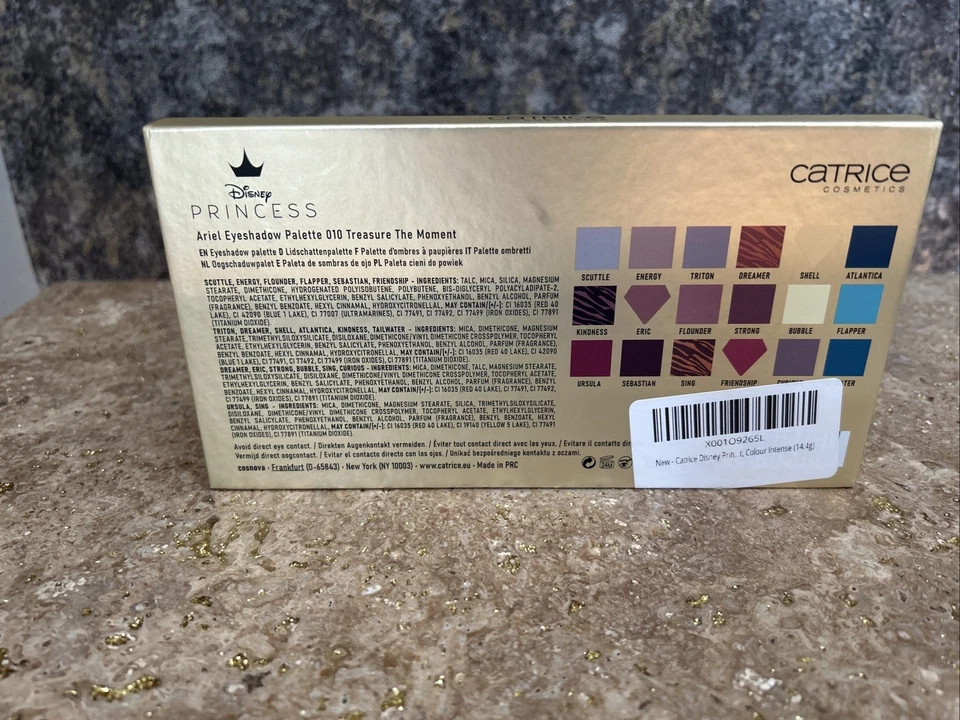 CATRICE
Disney
PRINCESS
CATRICE
COSMETICS
Ariel Eyeshadow Palette 010 Treasure The Moment
EN Eyeshadow palette D Lidschattenpalette F Palette d'ombres à paupières IT Palette ombretti
NL Oogschaduwpalet E Paleta de sombras de ojo PL Paleta cieni do powiek
SCUTTLE, ENERGY, FLOUNDER, FLAPPER, SEBASTIAN, FRIENDSHIP - INGREDIENTS: TALC, MICA, SILICA, MAGNESIUM
STEARATE, DIMETHICONE, HYDROGENATED POLYISOBUTENE, POLYBUTENE, BIS-DIGLYCERYL POLYACYLADIPATE-2,
TOCOPHERYL ACETATE, ETHYLHEXYLGLYCERIN, BENZYL SALICYLATE, PHENOXYETHANOL, BENZYL ALCOHOL, PARFUM
(FRAGRANCE), BENZYL BENZOATE, HEXYL CINNAMAL, HYDROXYCITRONELLAL, MAY CONTAIN/[+/-]: CI 16035 (RED 40
LAKE), CI 42090 (BLUE 1 LAKE), CI 77007 (ULTRAMARINES), CI 77491, CI 77492, CI 77499 (IRON OXIDES), CI 77891
(TITANIUM DIOXIDE).
TRITON, DREAMER, SHELL, ATLANTICA, KINDNESS, TAILWATER - INGREDIENTS: MICA, DIMETHICONE, MAGNESIUM
STEARATE, TRIMETHYLSILOXYSILICATE, DISILOXANE, DIMETHICONE/VINYL DIMETHICONE CROSSPOLYMER, TOCOPHERYL
ACETATE, ETHYLHEXYLGLYCERIN, BENZYL SALICYLATE, PHENOXYETHANOL, BENZYL ALCOHOL, PARFUM (FRAGRANCE),
BENZYL BENZOATE, HEXYL CINNAMAL, HYDROXYCITRONELLAL, MAY CONTAIN/[+/-]: CI 16035 (RED 40 LAKE), CI 42090
(BLUE 1 LAKE), CI 77491, CI 77492, CI 77499 (IRON OXIDES), CI 77891 (TITANIUM DIOXIDE).
DREAMER, ERIC, STRONG, BUBBLE, SING, CURIOUS - INGREDIENTS: MICA, DIMETHICONE, TALC, MAGNESIUM STEARATE,
TRIMETHYLSILOXYSILICATE, DISILOXANE, DIMETHICONE/VINYL DIMETHICONE CROSSPOLYMER, TOCOPHERYL ACETATE,
ETHYLHEXYLGLYCERIN, BENZYL SALICYLATE, PHENOXYETHANOL, BENZYL ALCOHOL, PARFUM (FRAGRANCE), BENZYL
BENZOATE, HEXYL CINNAMAL, HYDROXYCITRONELLAL, MAY CONTAIN/[+/-]: CI 16035 (RED 40 LAKE), CI 77491, CI 77492,
CI 77499 (IRON OXIDES), CI 77891 (TITANIUM DIOXIDE).
URSULA, SING - INGREDIENTS: MICA, DIMETHICONE, MAGNESIUM STEARATE, SILICA, TRIMETHYLSILOXYSILICATE,
DISILOXANE, DIMETHICONE/VINYL DIMETHICONE CROSSPOLYMER, TOCOPHERYL ACETATE, ETHYLHEXYLGLYCERIN,
BENZYL SALICYLATE, PHENOXYETHANOL, BENZYL ALCOHOL, PARFUM (FRAGRANCE), BENZYL BENZOATE, HEXYL
CINNAMAL, HYDROXYCITRONELLAL, MAY CONTAIN/[+/-]: CI 16035 (RED 40 LAKE), CI 19140 (YELLOW 5 LAKE), CI 77491
(IRON OXIDES), CI 77891 (TITANIUM DIOXIDE).
Avoid direct eye contact. / Direkten Augenkontakt vermeiden. / Éviter tout contact direct avec les yeux. / Evitare il contatto
Vermijd direct oogcontact. / Evitar el contacto directo con los ojos. / Unikać bezpośredniego kontaktu z oczami.
cosnova · Frankfurt (D-65843) · New York (NY 10003) · www.catrice.eu · Made in PRC
24M
SCUTTLE ENERGY TRITON DREAMER SHELL ATLANTICA
KINDNESS ERIC FLOUNDER STRONG BUBBLE FLAPPER
URSULA SEBASTIAN SING FRIENDSHIP
X001O9265L
New - Catrice Disney Prin...t, Colour Intense (14.4g)